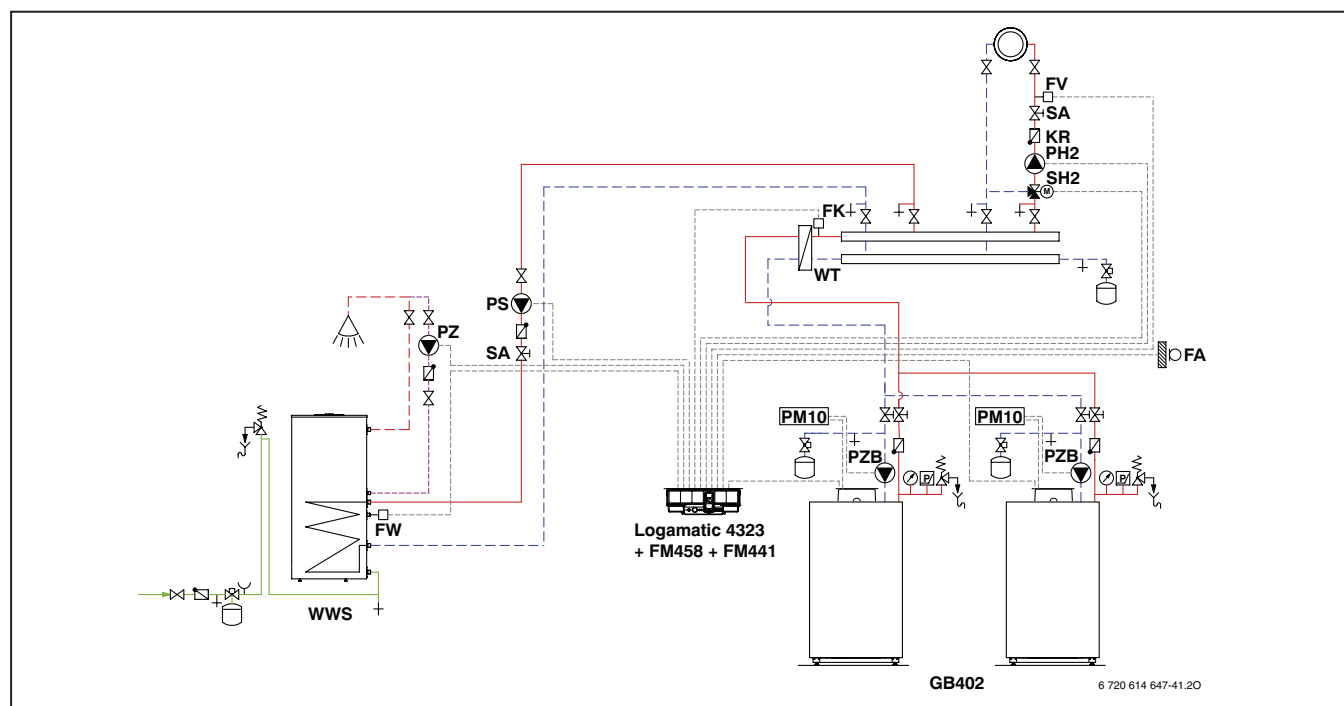 FV
SA
KR
PH2
SH2
M
FK
WT
PS
PZ
SA
FA
PM10
PM10
PZB
PZB
P
P
FW
Logamatic 4323
+ FM458 + FM441
WWS
GB402
6 720 614 647-41.2O